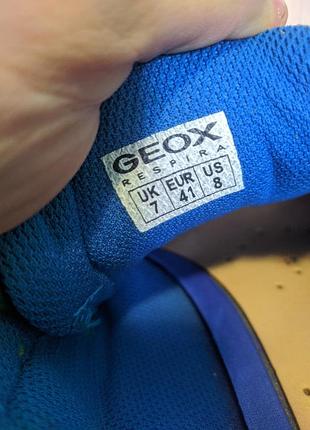 GEOX
RESPIRA
UK EUR US
7 41 8